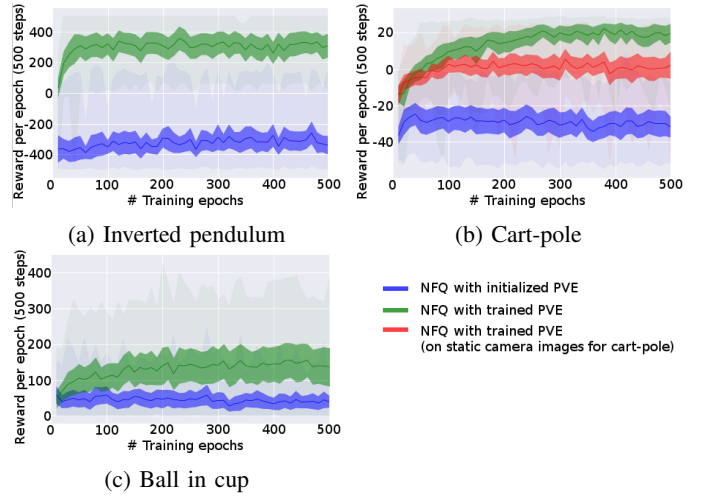 Reward per epoch (500 steps)
400
200
0
−200
−400
0
100
200
300
400
500
# Training epochs
(a) Inverted pendulum
Reward per epoch (500 steps)
20
0
−20
−40
0
100
200
300
400
500
# Training epochs
(b) Cart-pole
Reward per epoch (500 steps)
400
300
200
100
0
0
100
200
300
400
500
# Training epochs
(c) Ball in cup
NFQ with initialized PVE
NFQ with trained PVE
NFQ with trained PVE
(on static camera images for cart-pole)